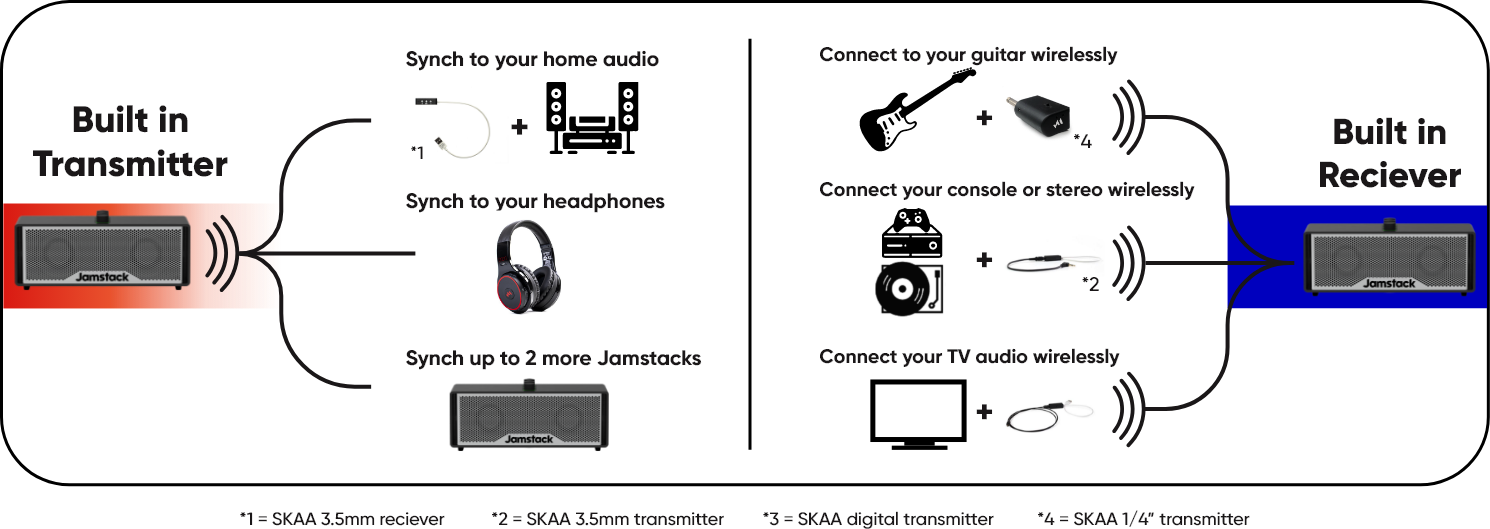 Built in
Transmitter
Jamstack
Synch to your home audio
*1
+
Synch to your headphones
Synch up to 2 more Jamstacks
Jamstack
Connect to your guitar wirelessly
+
*4
Connect your console or stereo wirelessly
+
*2
Connect your TV audio wirelessly
+
Built in
Reciever
Jamstack
*1 = SKAA 3.5mm reciever
*2 = SKAA 3.5mm transmitter
*3 = SKAA digital transmitter
*4 = SKAA 1/4” transmitter